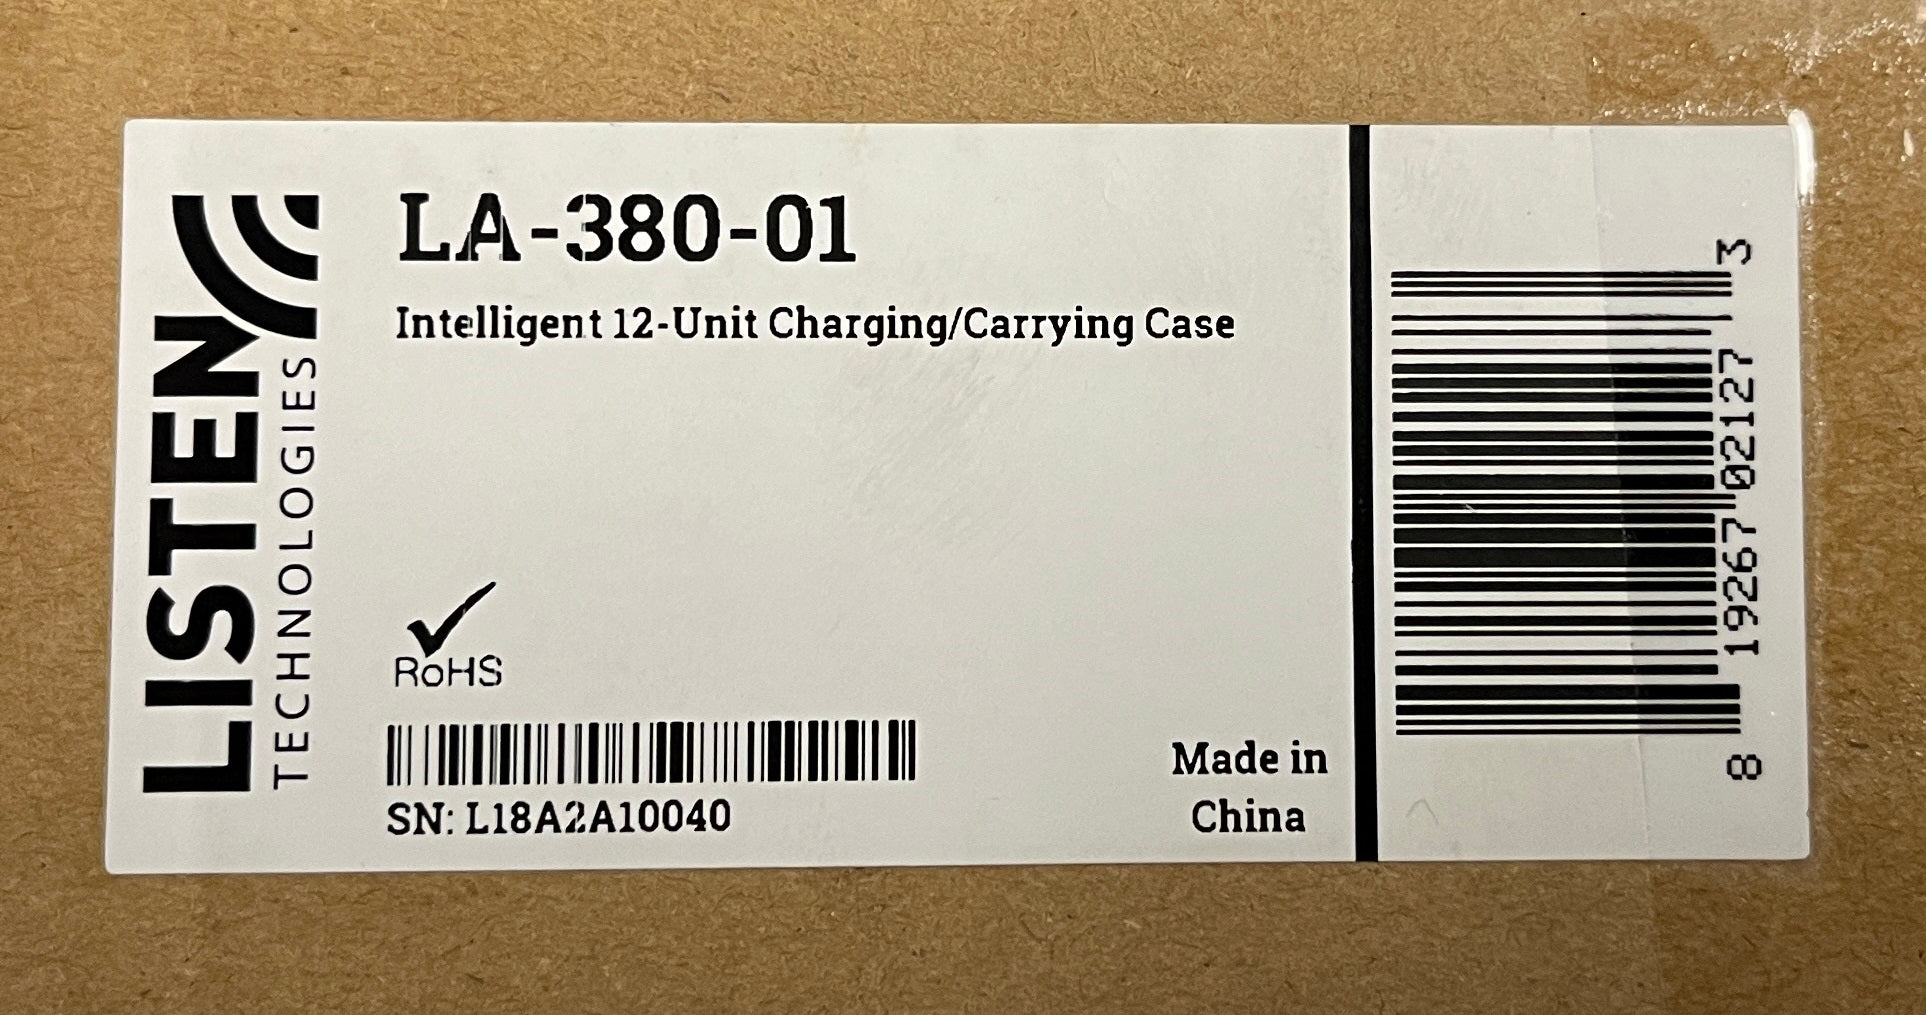 LISTEN
TECHNOLOGIES
LA-380-01
Intelligent 12-Unit Charging/Carrying Case
RoHS
SN: L18A2A10040
Made in
China
8 19267 02127 3